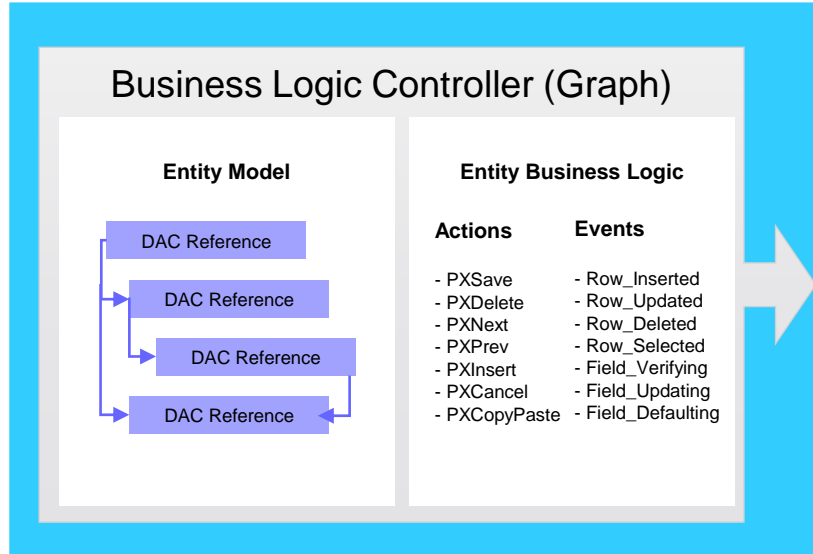 Business Logic Controller (Graph)
Entity Model
DAC Reference
DAC Reference
DAC Reference
DAC Reference
Entity Business Logic
Actions
- PXSave
- PXDelete
- PXNext
- PXPrev
- PXInsert
- PXCancel
- PXCopyPaste
Events
- Row_Inserted
- Row_Updated
- Row_Deleted
- Row_Selected
- Field_Verifying
- Field_Updating
- Field_Defaulting